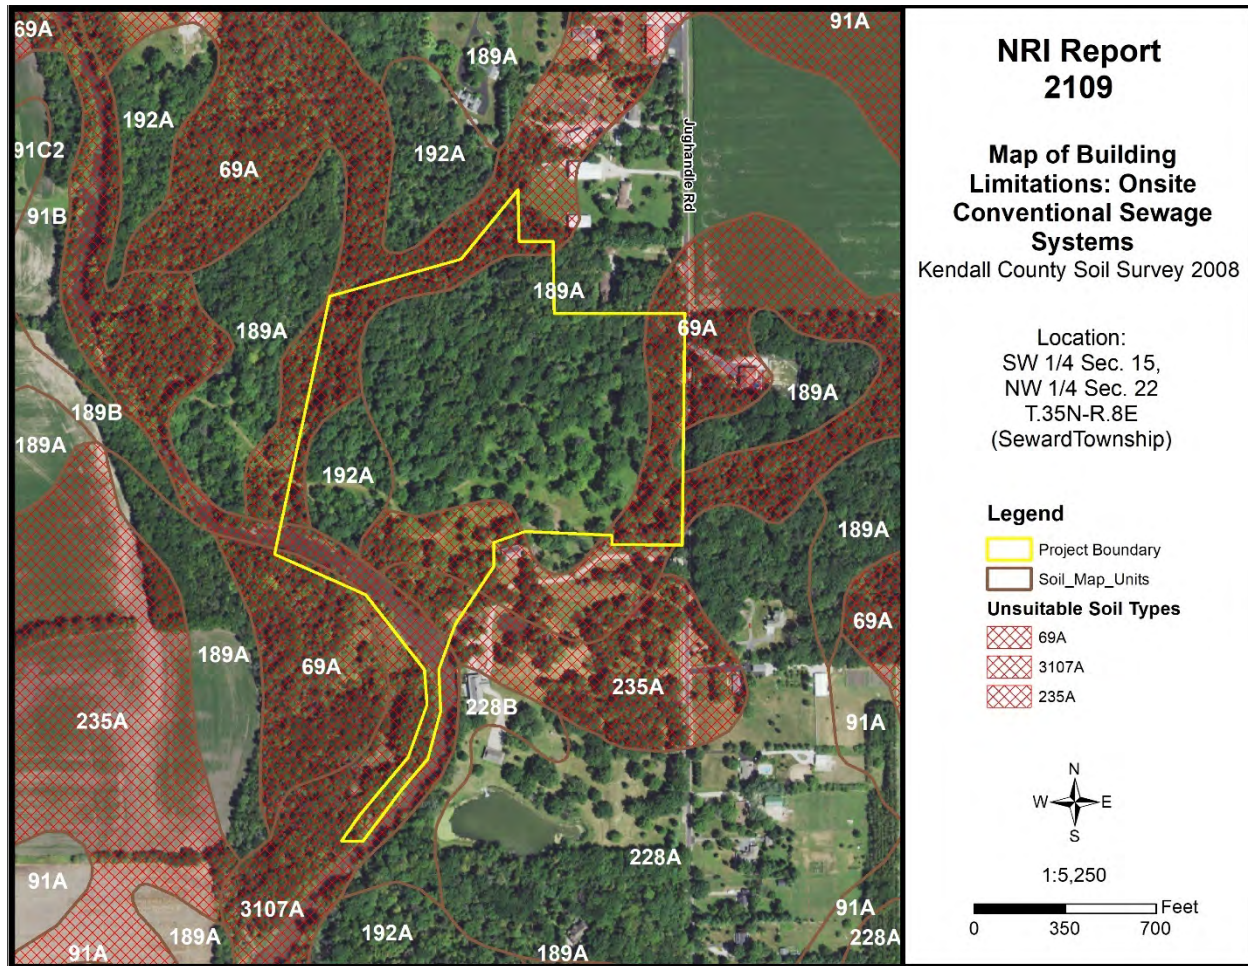 69A
91A
189A
192A
91C2
69A
192A
91B
Jughandle Rd
189A
69A
189A
189A
189B
189A
192A
189A
69A
189A
235A
235A
69A
228B
91A
91A
228A
3107A
192A
189A
91A
189A
91A
228A
NRI Report
2109
Map of Building
Limitations: Onsite
Conventional Sewage
Systems
Kendall County Soil Survey 2008
Location:
SW 1/4 Sec. 15,
NW 1/4 Sec. 22
T.35N-R.8E
(SewardTownship)
Legend
Project Boundary
Soil_Map_Units
Unsuitable Soil Types
69A
3107A
235A
N
W E
S
1:5,250
Feet
0 350 700